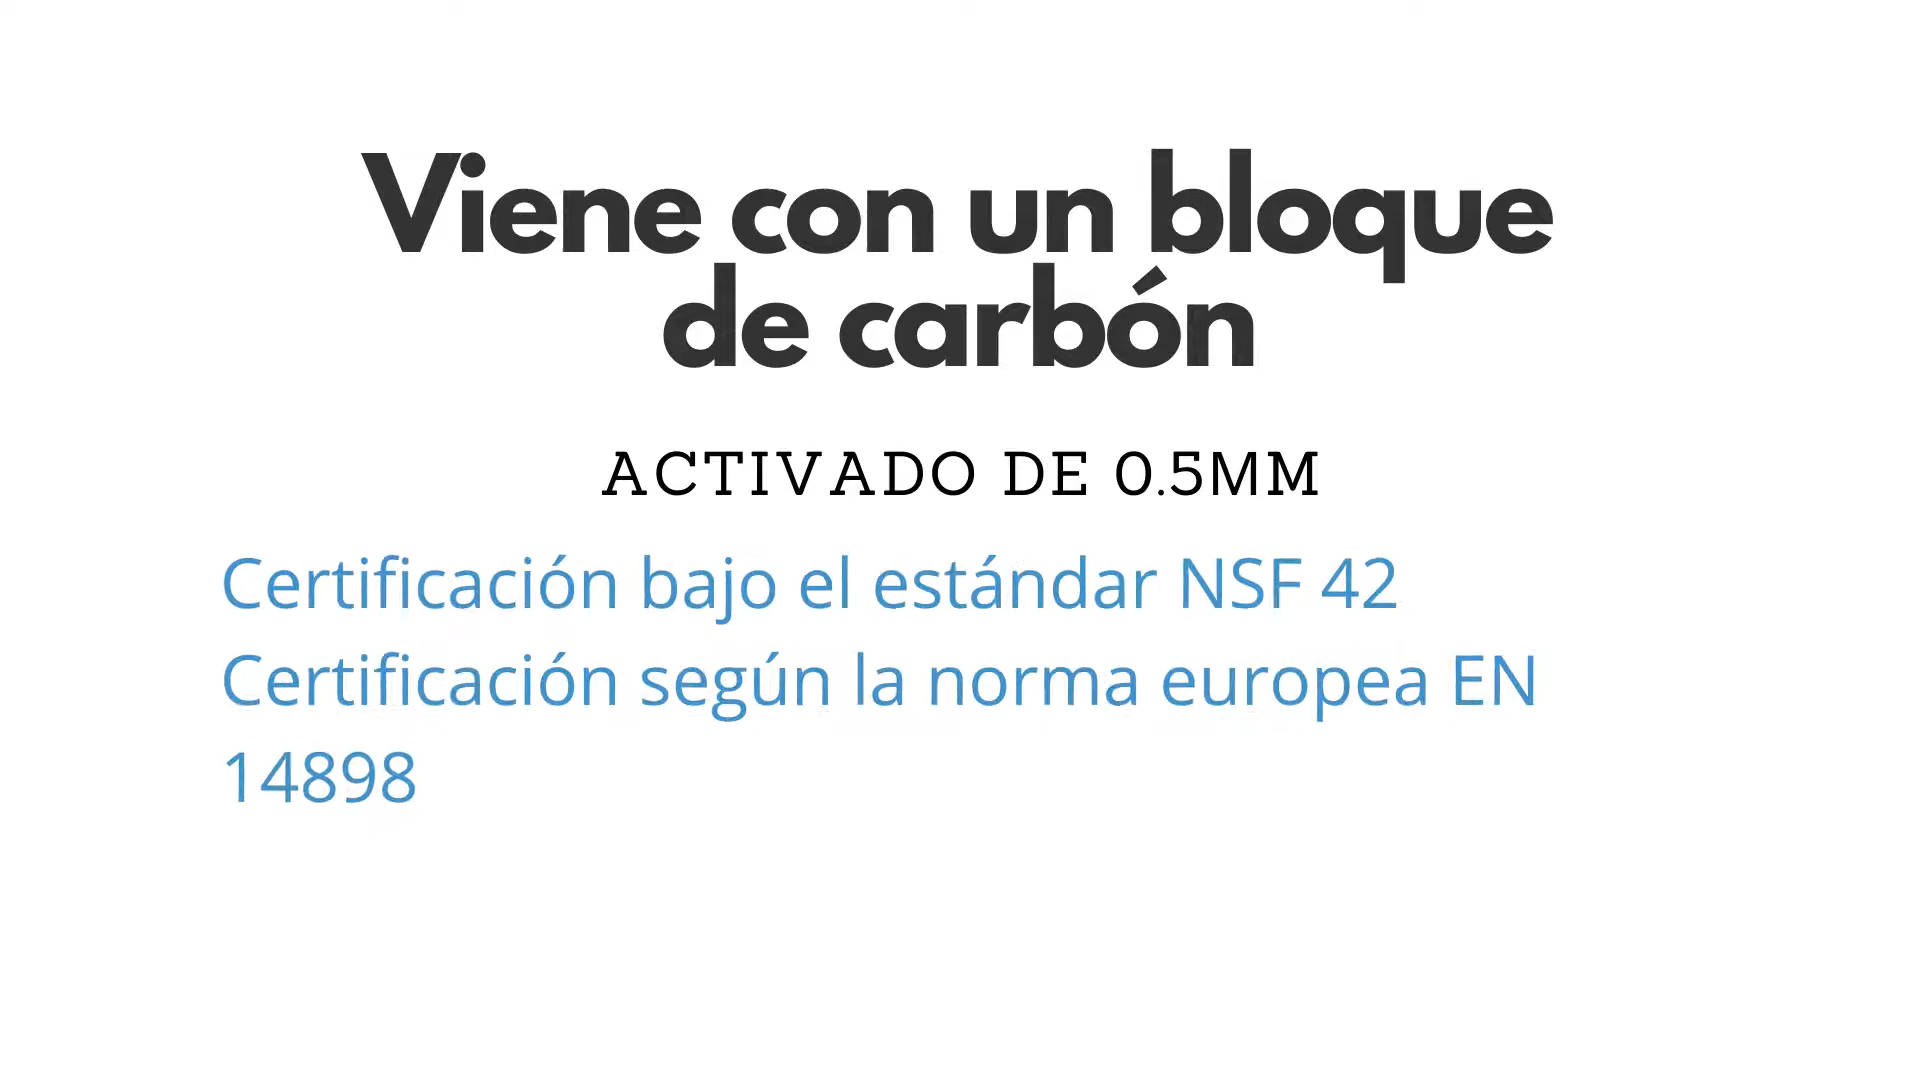 Viene con un bloque
de carbón
ACTIVADO DE 0.5MM
Certificación bajo el estándar NSF 42
Certificación según la norma europea EN
14898